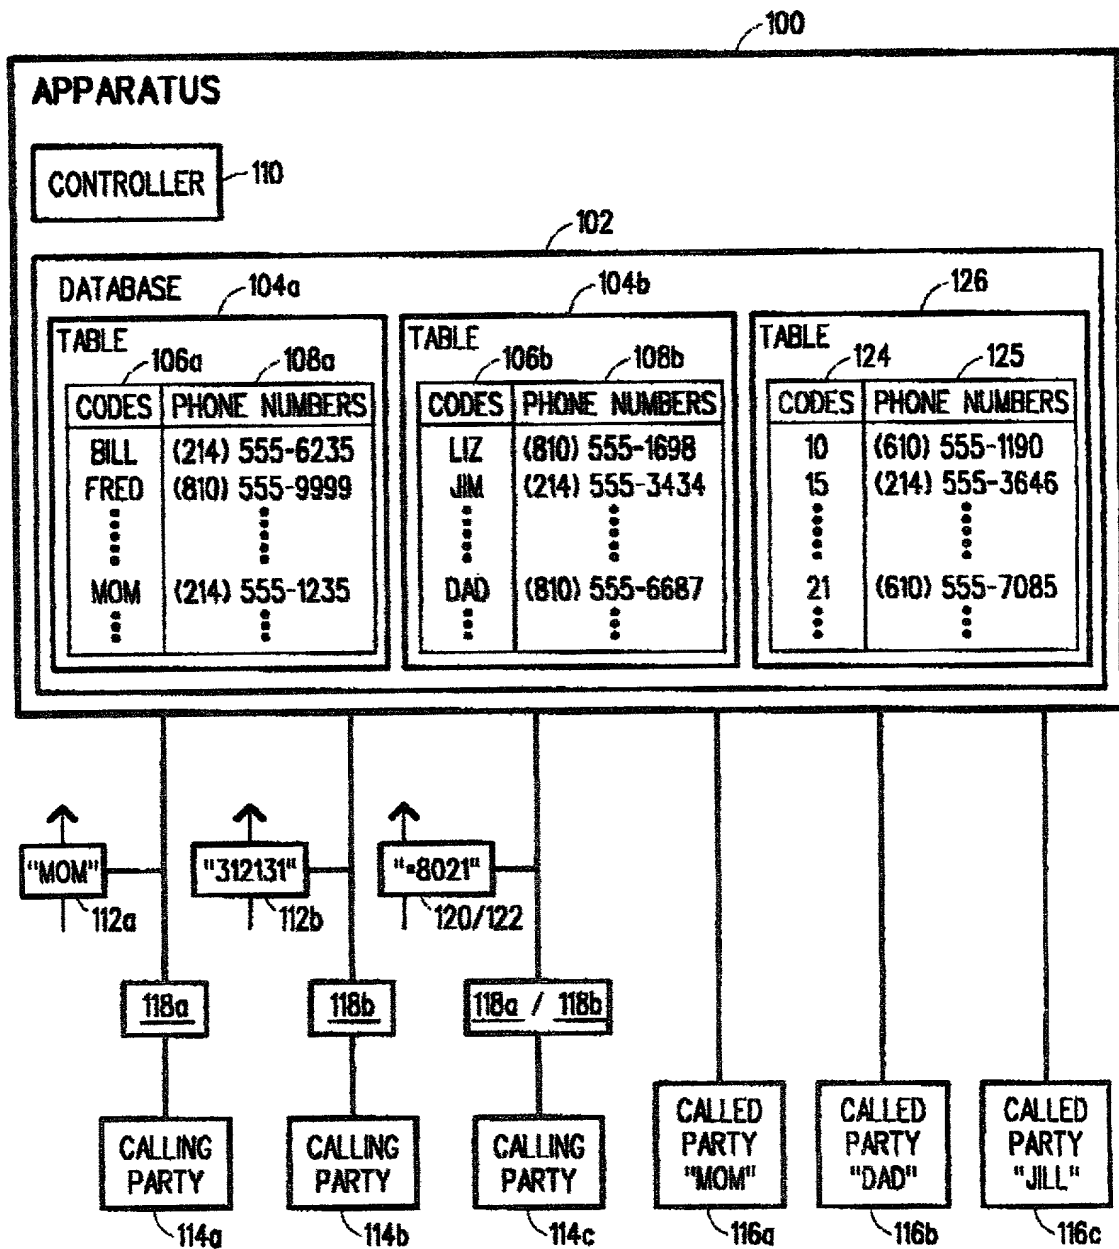 100
APPARATUS
CONTROLLER
110
102
DATABASE
104a
104b
126
TABLE
TABLE
TABLE
106a
108a
106b
108b
124
125
CODES PHONE NUMBERS
CODES PHONE NUMBERS
CODES PHONE NUMBERS
BILL (214) 555-6235
LIZ (810) 555-1698
10 (610) 555-1190
FRED (810) 555-9999
JIM (214) 555-3434
15 (214) 555-3646
MOM (214) 555-1235
DAD (810) 555-6687
21 (610) 555-7085
"MOM"
"312131"
"*8021"
112a
112b
120/122
118a
118b
118a / 118b
CALLING
PARTY
114a
CALLING
PARTY
114b
CALLING
PARTY
114c
CALLED
PARTY
"MOM"
116a
CALLED
PARTY
"DAD"
116b
CALLED
PARTY
"JILL"
116c